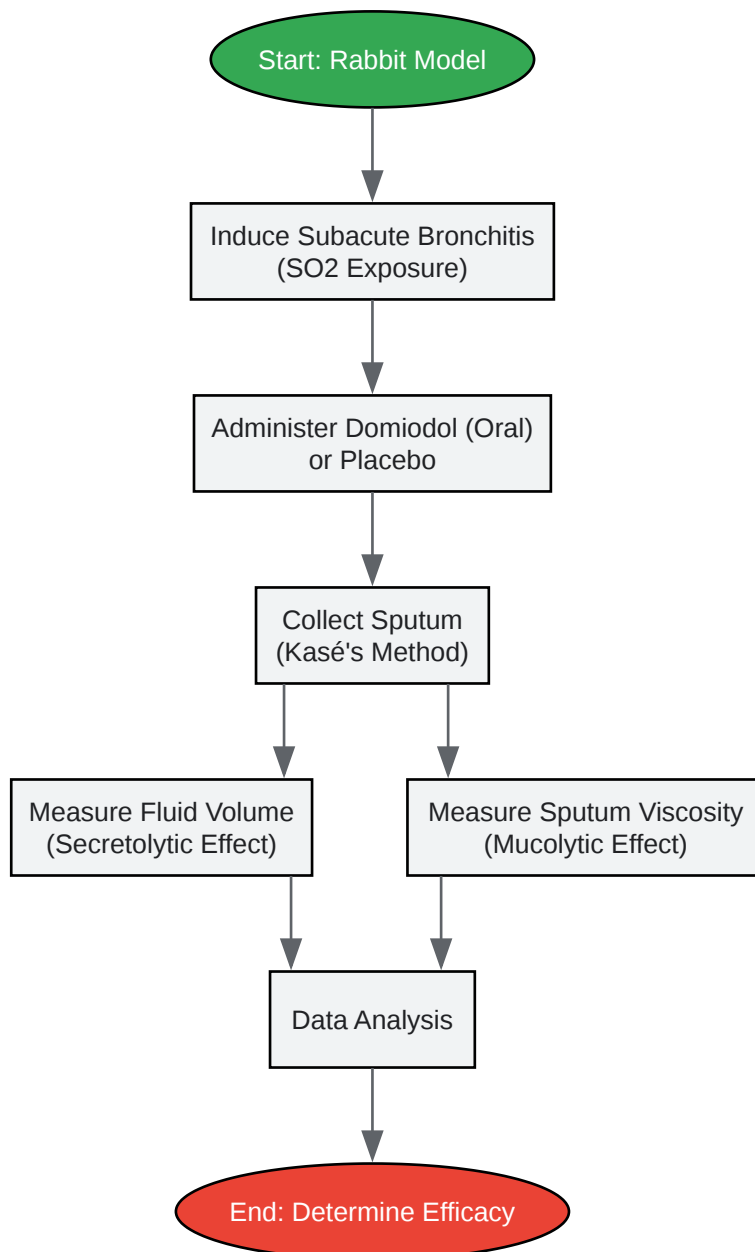 Start: Rabbit Model
Induce Subacute Bronchitis
(SO2 Exposure)
Administer Domiodol (Oral)
or Placebo
Collect Sputum
(Kasé's Method)
Measure Fluid Volume
(Secretolytic Effect)
Measure Sputum Viscosity
(Mucolytic Effect)
Data Analysis
End: Determine Efficacy